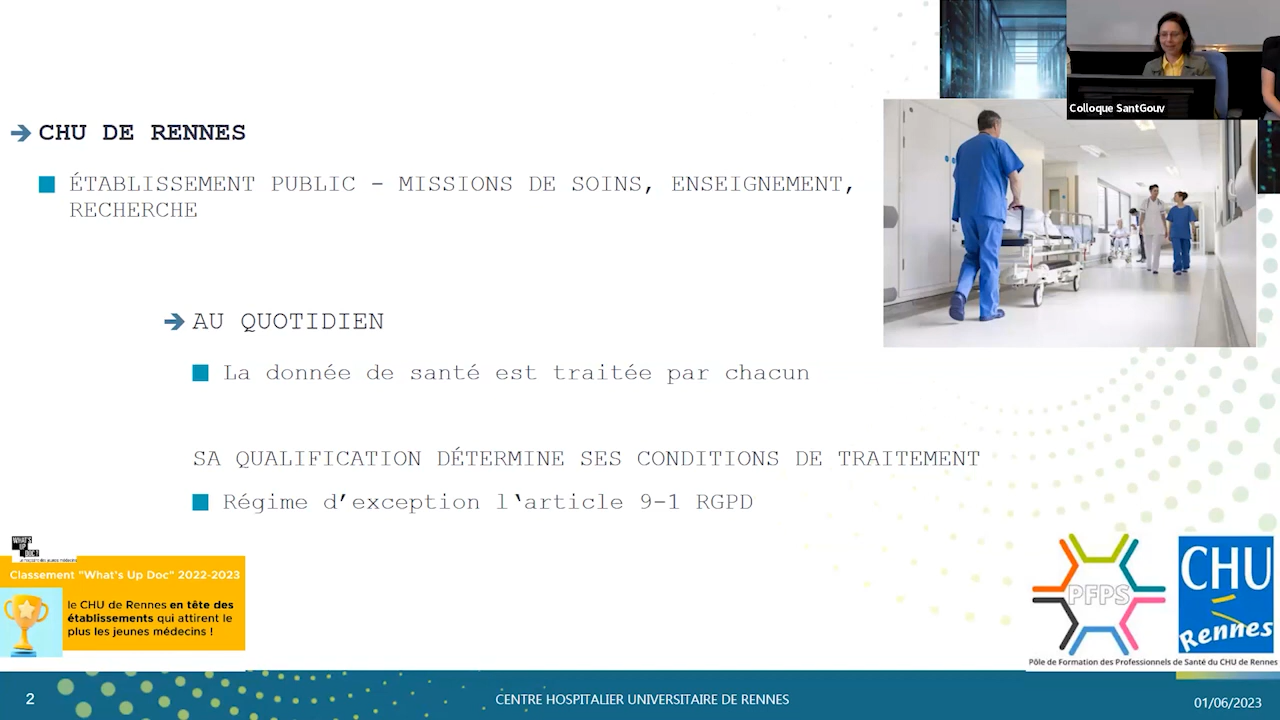 Colloque SantGouv
CHU DE RENNES
ÉTABLISSEMENT PUBLIC - MISSIONS DE SOINS, ENSEIGNEMENT,
RECHERCHE
AU QUOTIDIEN
La donnée de santé est traitée par chacun
SA QUALIFICATION DÉTERMINE SES CONDITIONS DE TRAITEMENT
Régime d’exception l‘article 9-1 RGPD
WHAT'S
UP
DOC?
Classement "What's Up Doc" 2022-2023
le CHU de Rennes en tête des
établissements qui attirent le
plus les jeunes médecins !
PFPS
CHU
Rennes
Pôle de Formation des Professionnels de Santé du CHU de Rennes
2
CENTRE HOSPITALIER UNIVERSITAIRE DE RENNES
01/06/2023